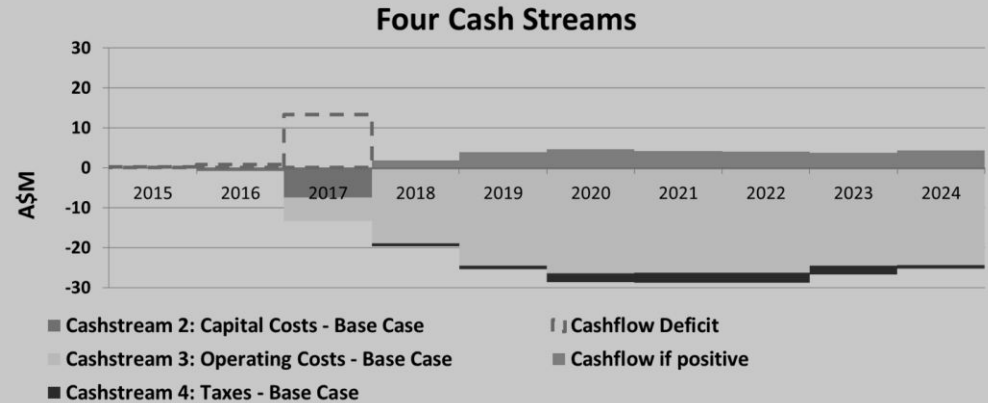 Four Cash Streams
30
20
10
0
-10
-20
-30
A$M
2015 2016 2017 2018 2019 2020 2021 2022 2023 2024
Cashstream 2: Capital Costs - Base Case
Cashflow Deficit
Cashstream 3: Operating Costs - Base Case
Cashflow if positive
Cashstream 4: Taxes - Base Case